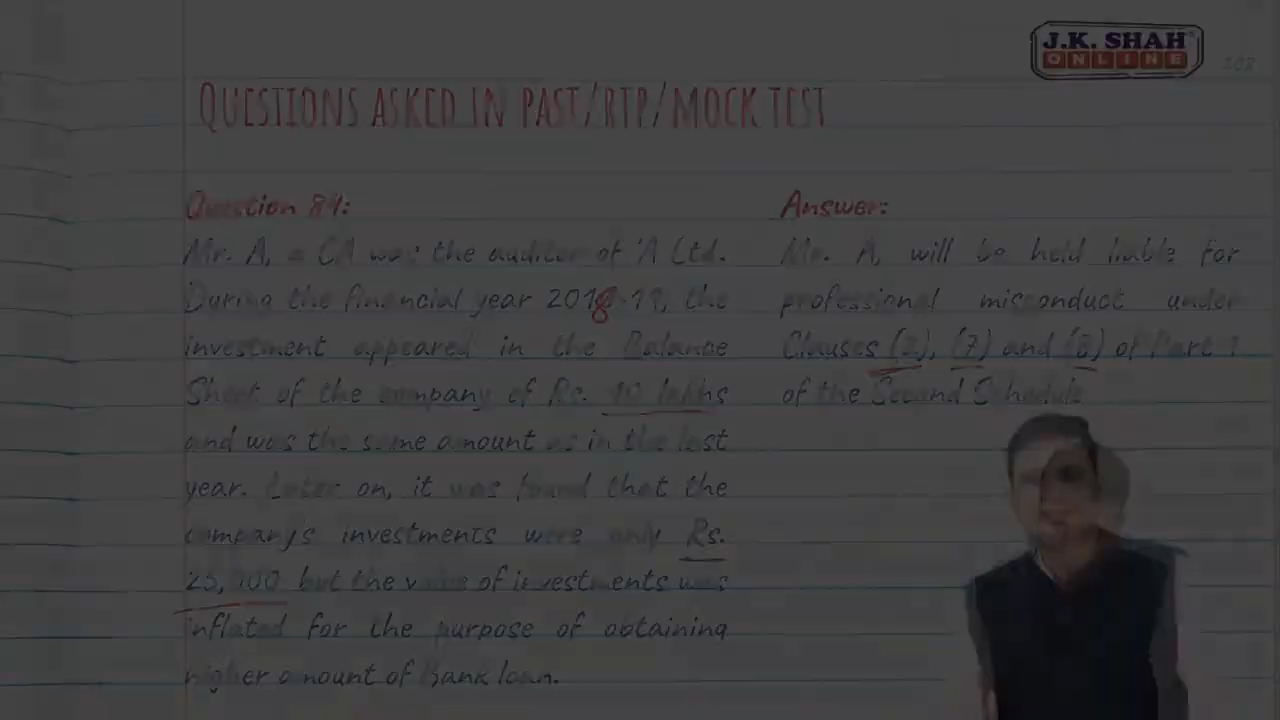 J.K. SHAH
ONLINE
QUESTIONS ASKED IN PAST/RTP/MOCK TEST
Question 84:
Mr. A, a CA was the auditor of 'A Ltd.
During the financial year 2018-19, the
investment appeared in the Balance
Sheet of the company of Rs. 10 lakhs
and was the same amount as in the last
year. Later on, it was found that the
company's investments were only Rs.
25,000 but the value of investments was
inflated for the purpose of obtaining
higher amount of Bank loan.
Answer:
Mr. A, will be held liable for
professional misconduct under
Clauses (2), (7) and (8) of Part 1
of the Second Schedule